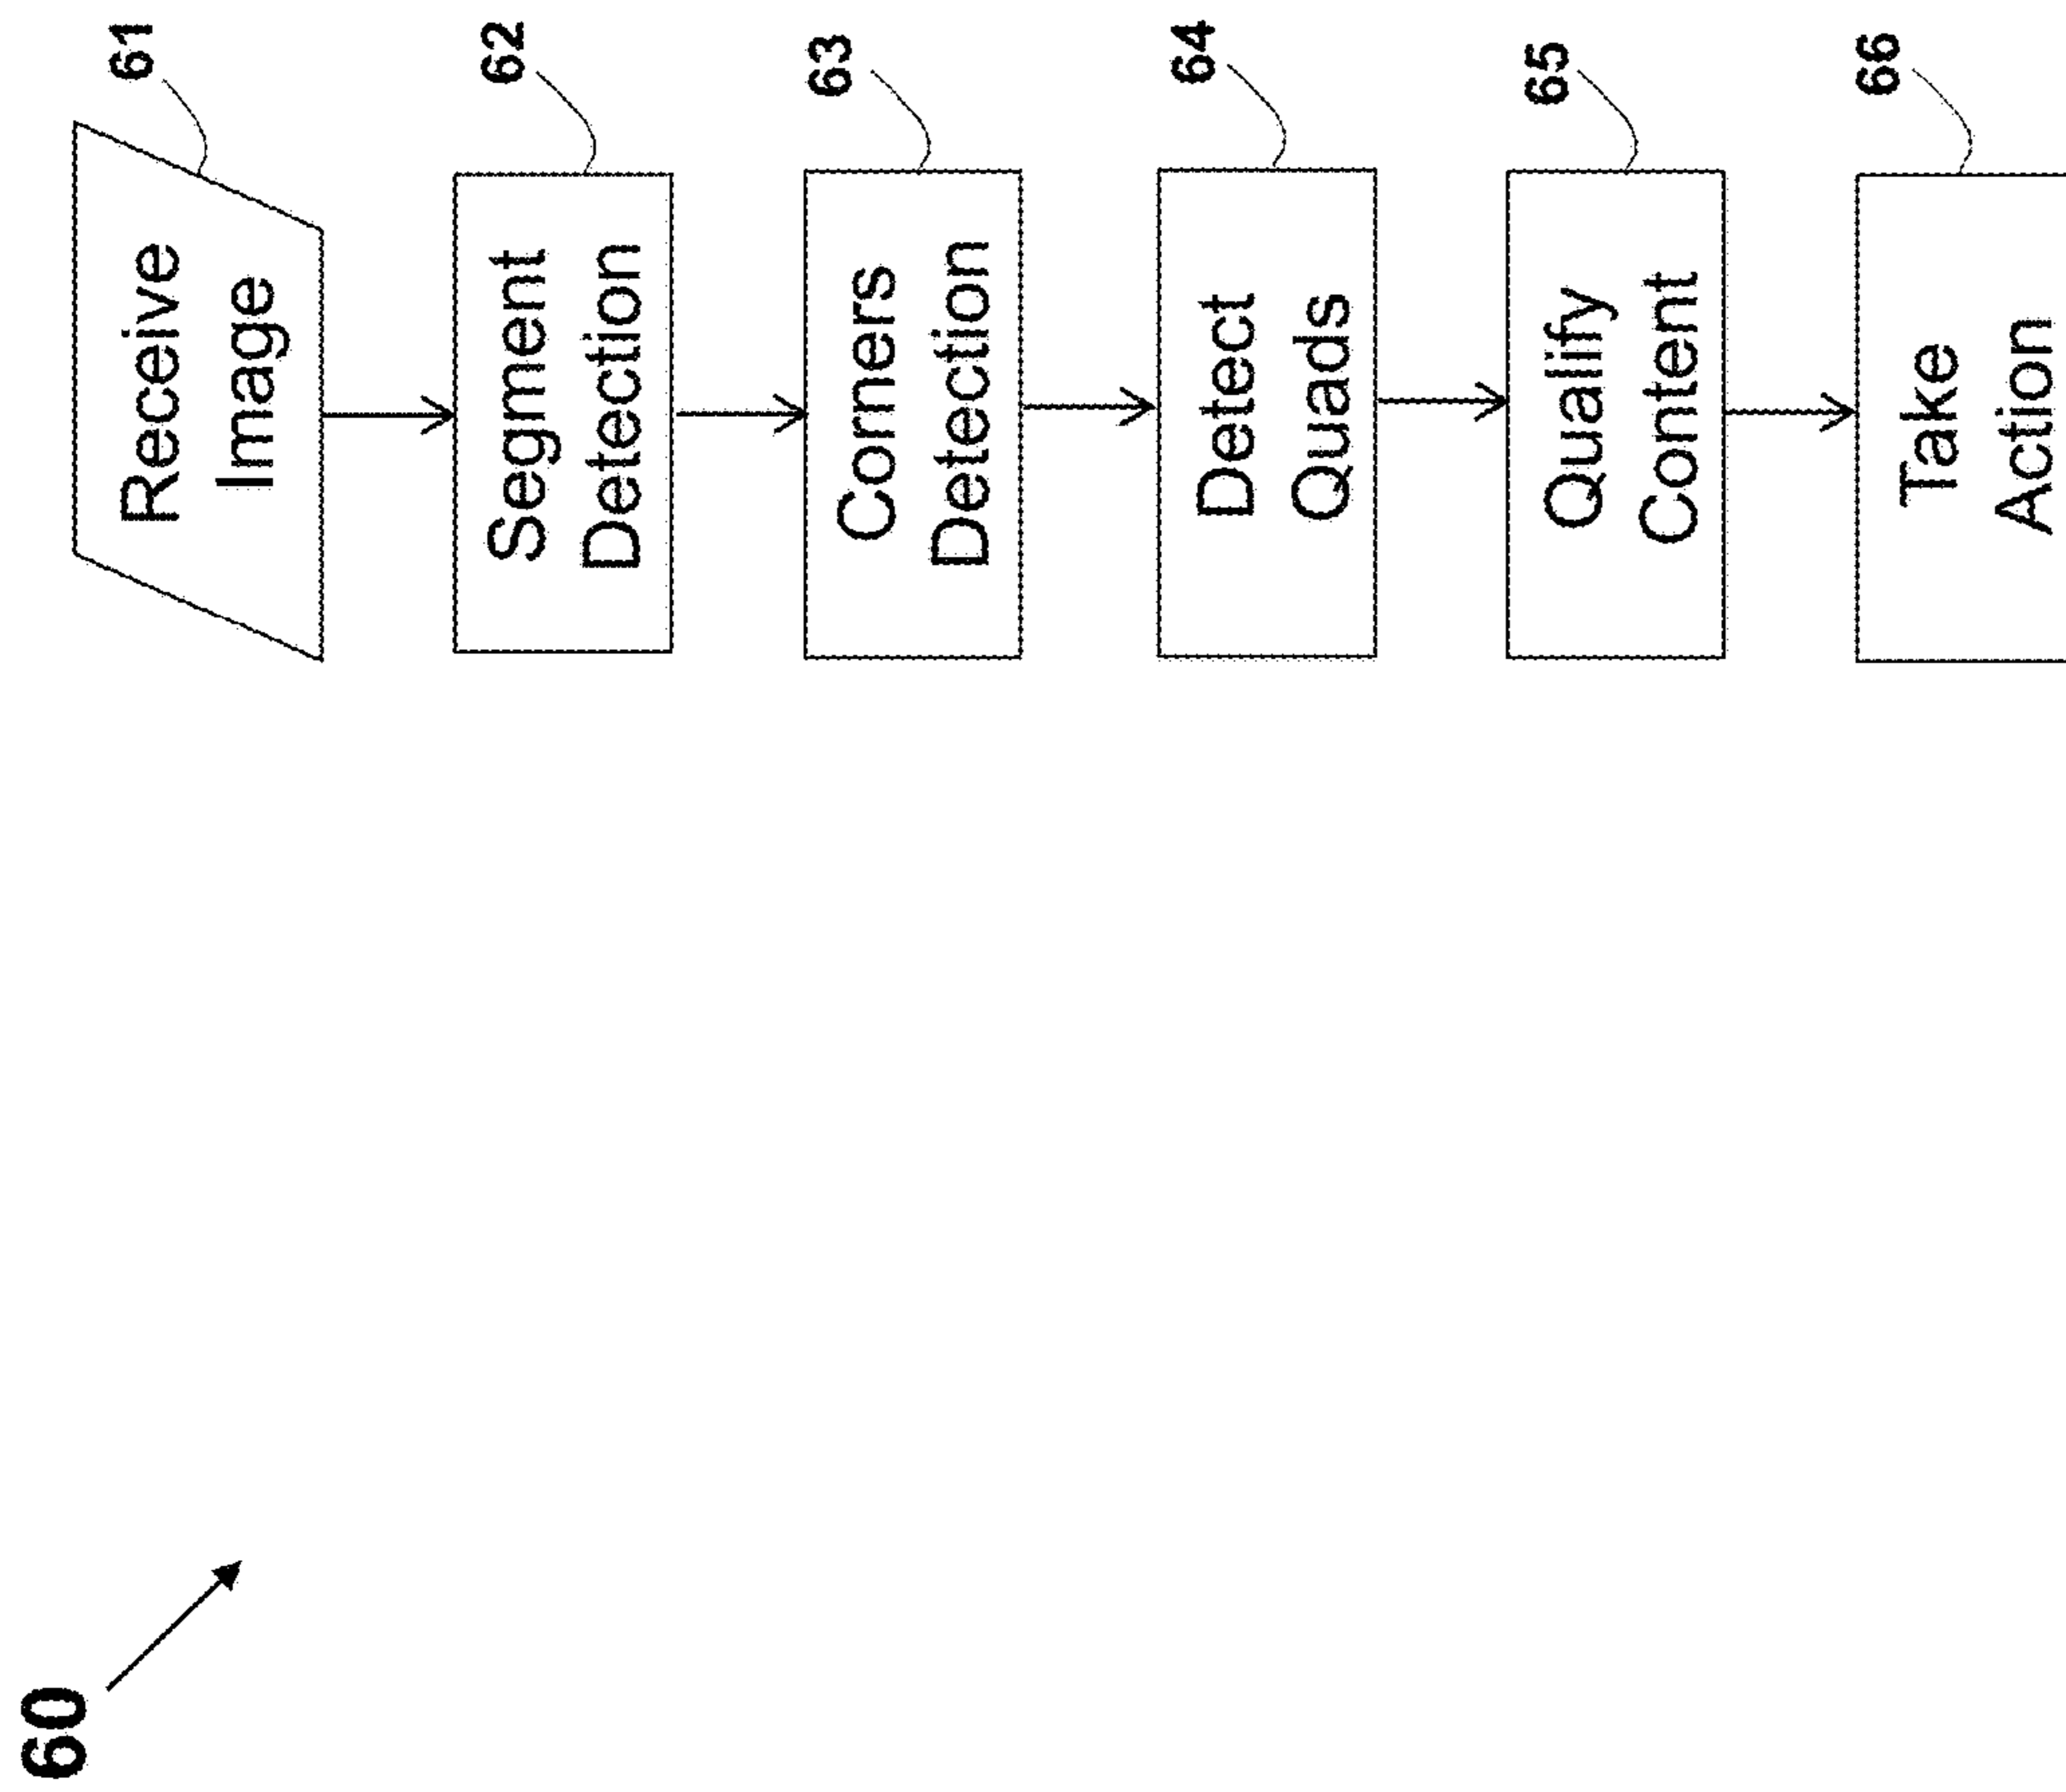 60
61
Receive
Image
62
Segment
Detection
63
Corners
Detection
64
Detect
Quads
65
Qualify
Content
66
Take
Action